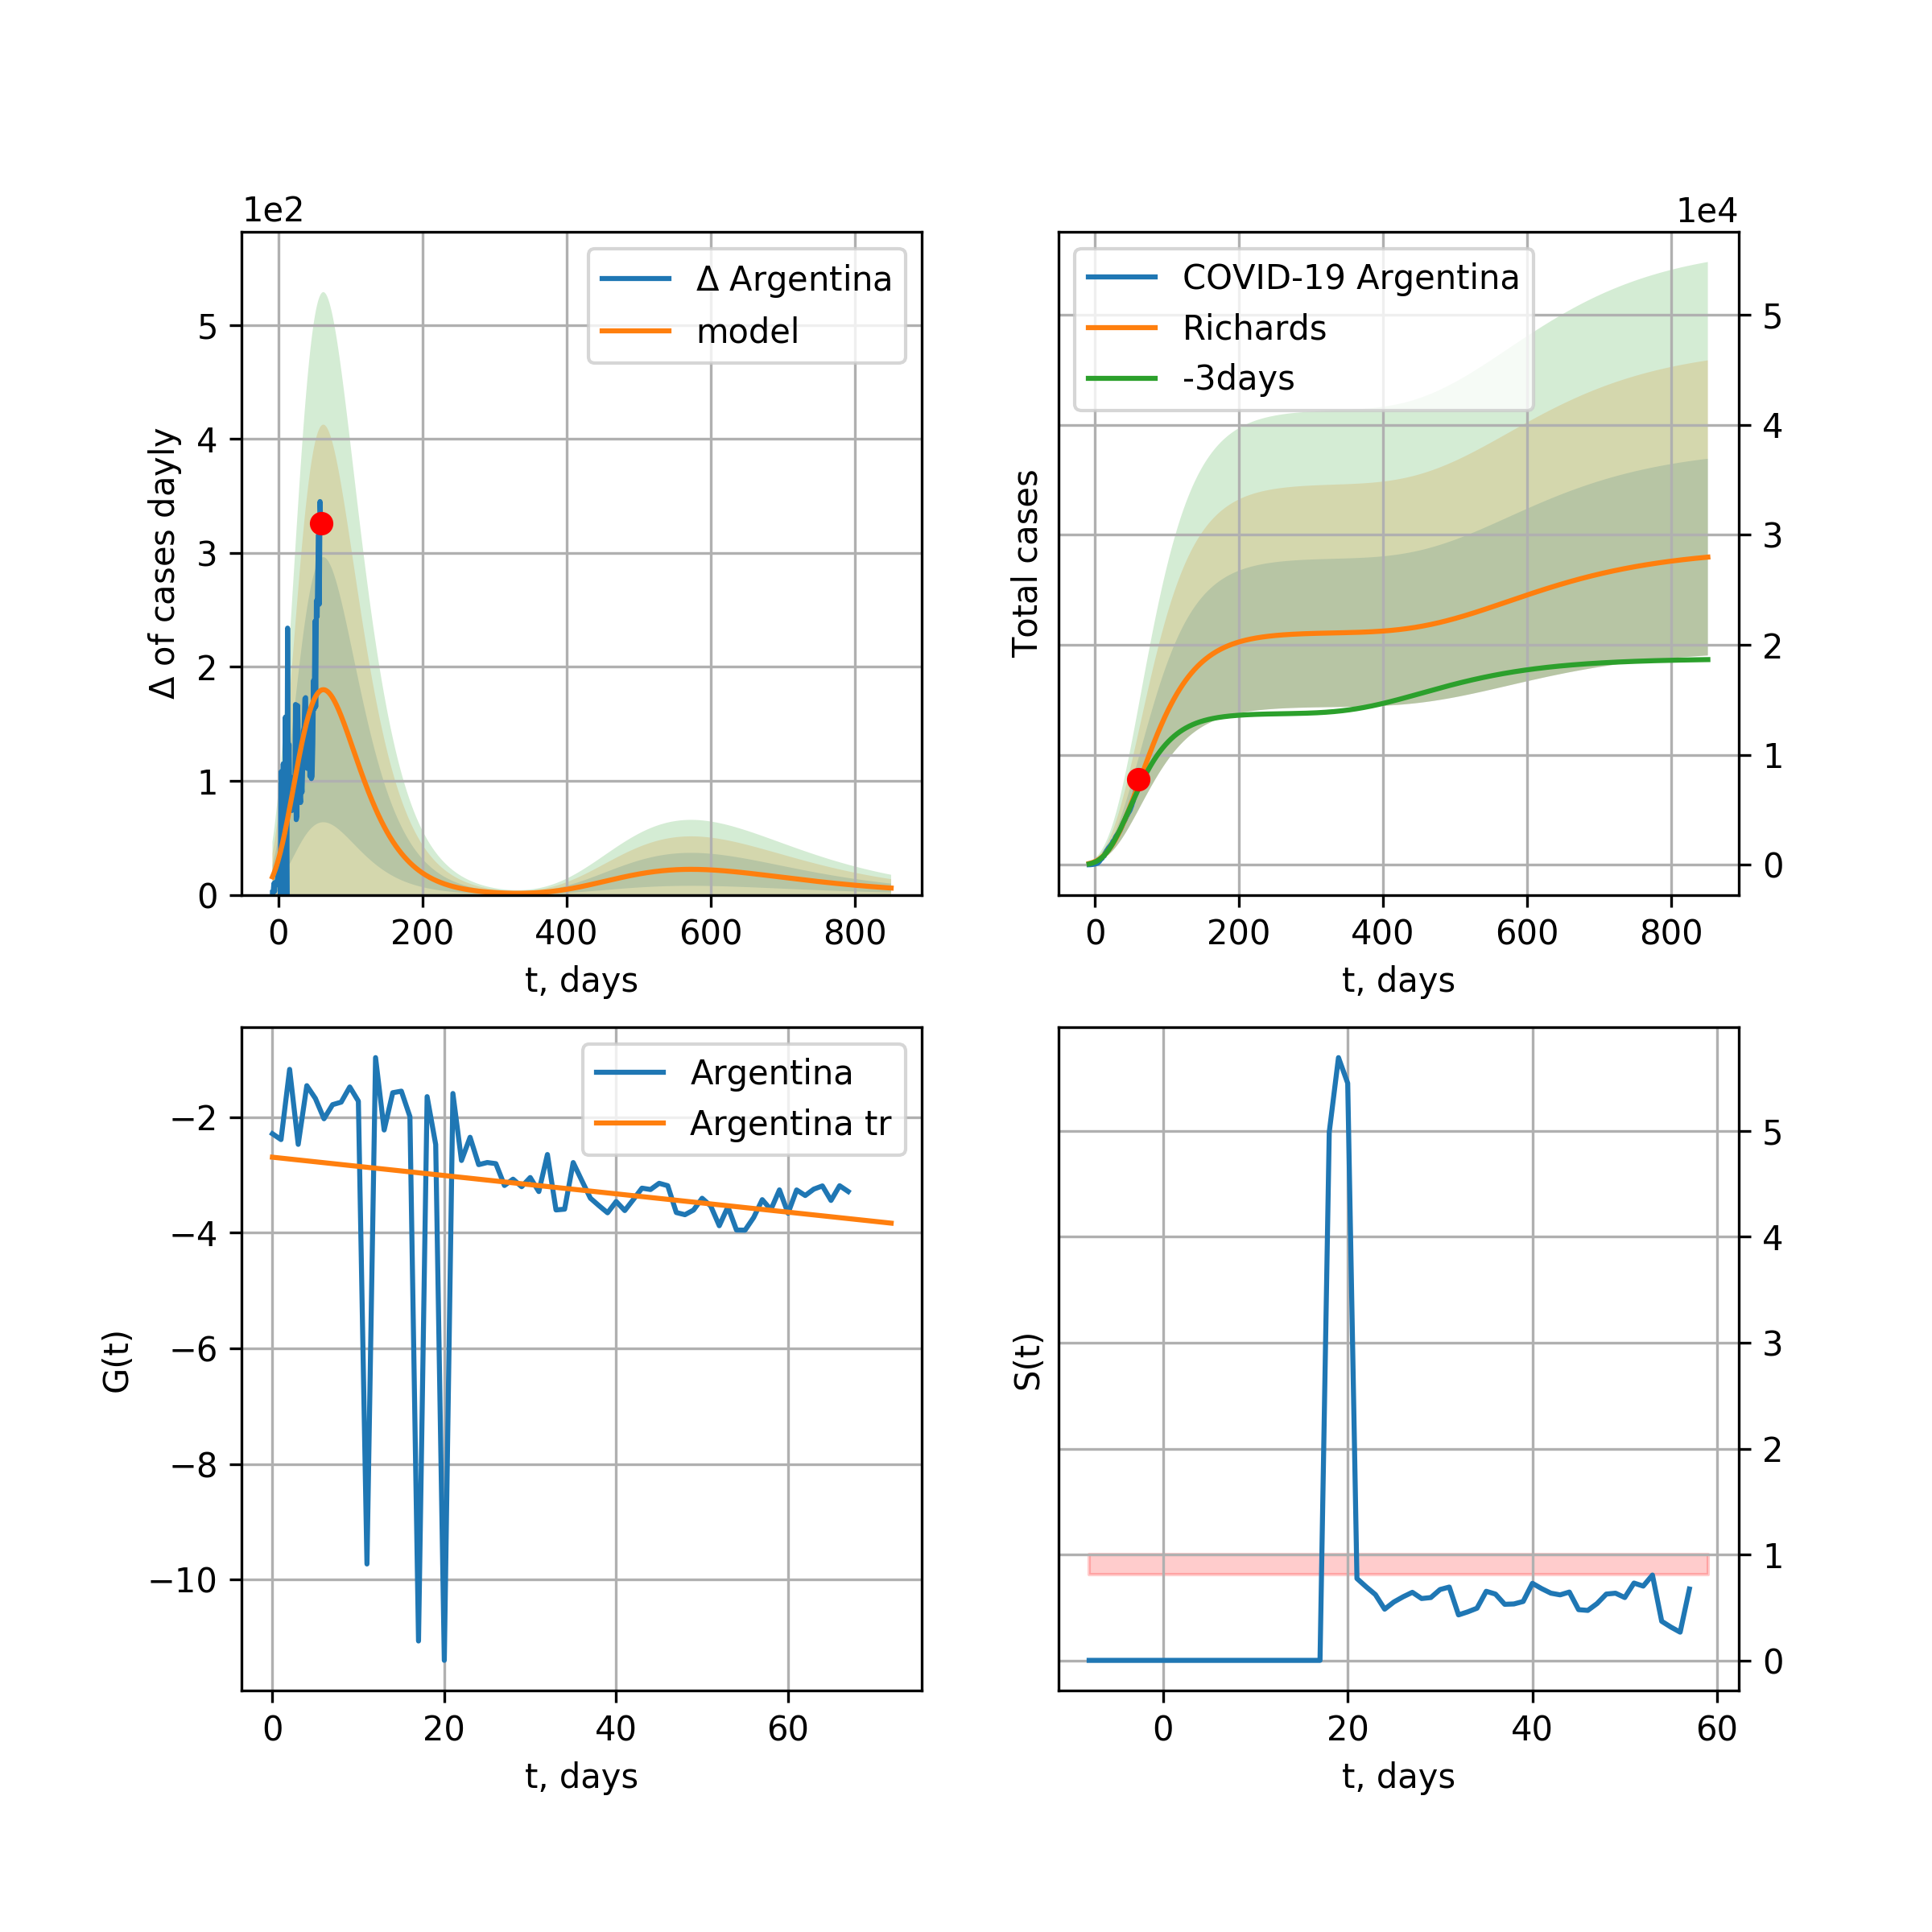 1e2
Δ of cases dayly
5
4
3
2
1
0
Δ Argentina
model
0 200 400 600 800
t, days
1e4
Total cases
COVID-19 Argentina
Richards
-3days
5
4
3
2
1
0
0 200 400 600 800
t, days
G(t)
−2
−4
−6
−8
−10
Argentina
Argentina tr
0 20 40 60
t, days
S(t)
5
4
3
2
1
0
0 20 40 60
t, days